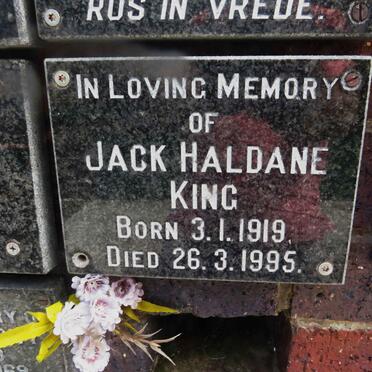 RUS IN VREDE.
IN LOVING MEMORY
OF
JACK HALDANE
KING
BORN 3.1.1919
DIED 26.3.1995.